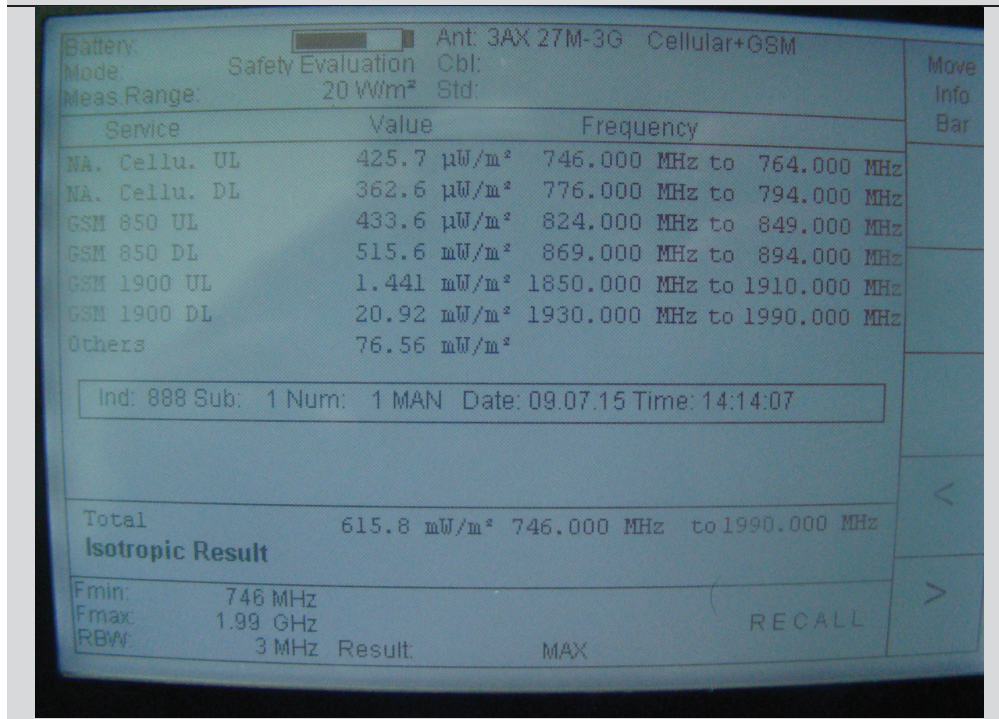 Battery: Ant: 3AX 27M-3G Cellular+GSM
Mode: Safety Evaluation Cbl:
Meas.Range: 20 W/m² Std:
Move
Info
Bar
Service Value Frequency
NA. Cellu. UL 425.7 µW/m² 746.000 MHz to 764.000 MHz
NA. Cellu. DL 362.6 µW/m² 776.000 MHz to 794.000 MHz
GSM 850 UL 433.6 µW/m² 824.000 MHz to 849.000 MHz
GSM 850 DL 515.6 mW/m² 869.000 MHz to 894.000 MHz
GSM 1900 UL 1.441 mW/m² 1850.000 MHz to 1910.000 MHz
GSM 1900 DL 20.92 mW/m² 1930.000 MHz to 1990.000 MHz
Others 76.56 mW/m²
Ind: 888 Sub: 1 Num: 1 MAN Date: 09.07.15 Time: 14:14:07
<
Total 615.8 mW/m² 746.000 MHz to 1990.000 MHz
Isotropic Result
>
Fmin: 746 MHz
Fmax: 1.99 GHz RECALL
RBW: 3 MHz Result: MAX